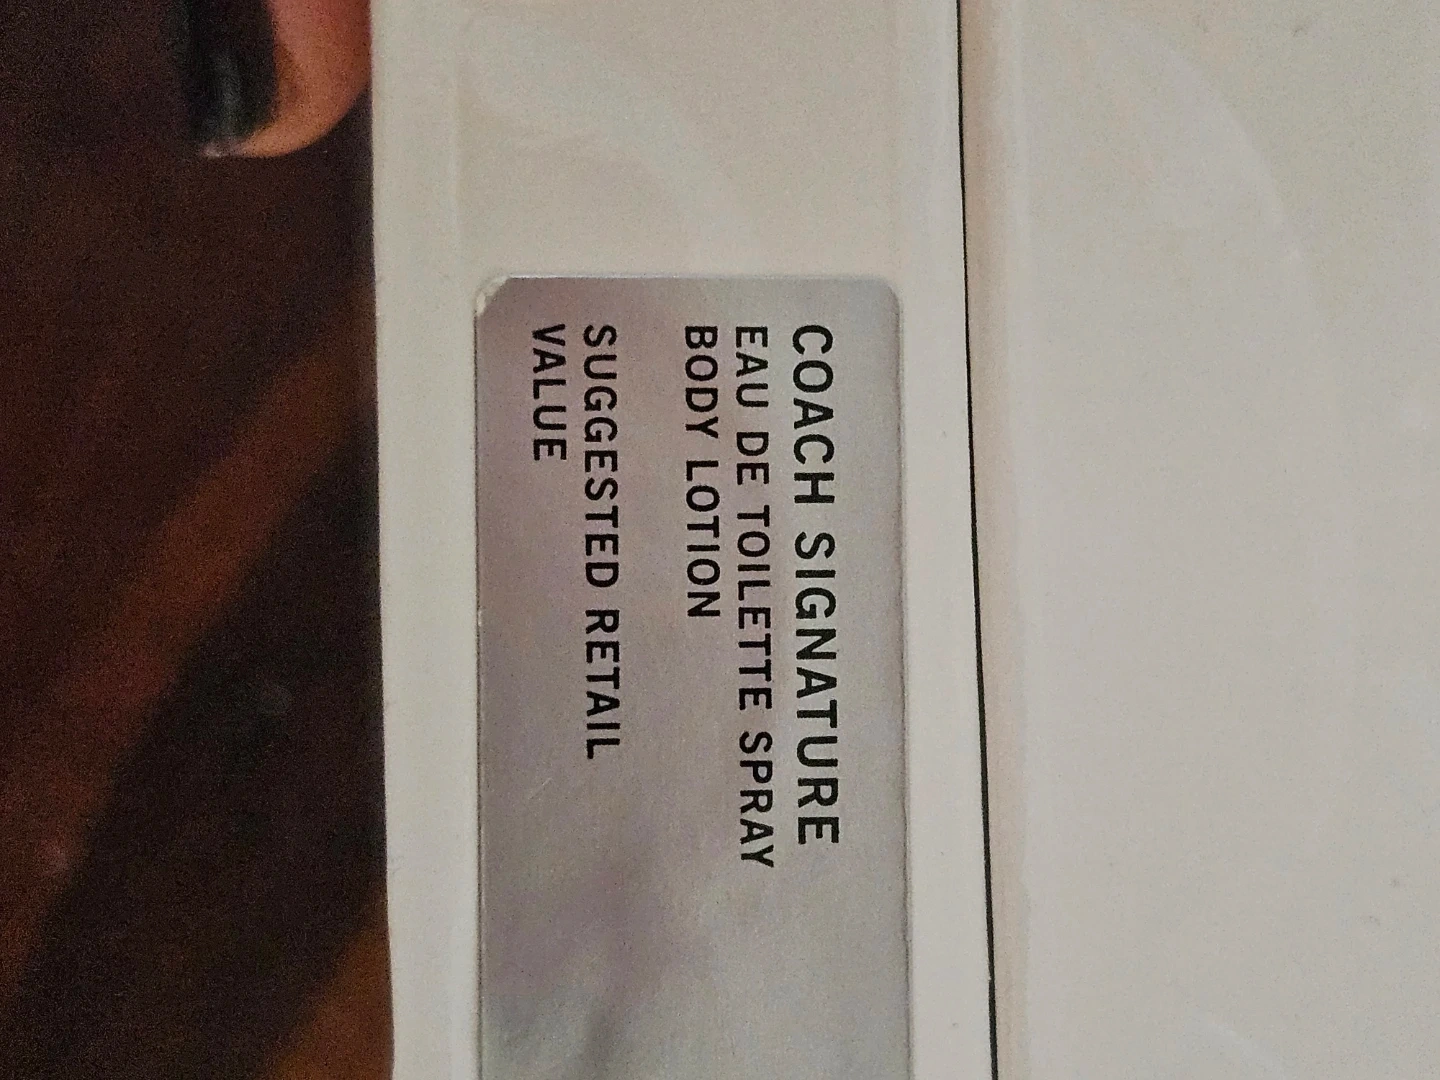 COACH SIGNATURE
EAU DE TOILETTE SPRAY
BODY LOTION
SUGGESTED RETAIL
VALUE